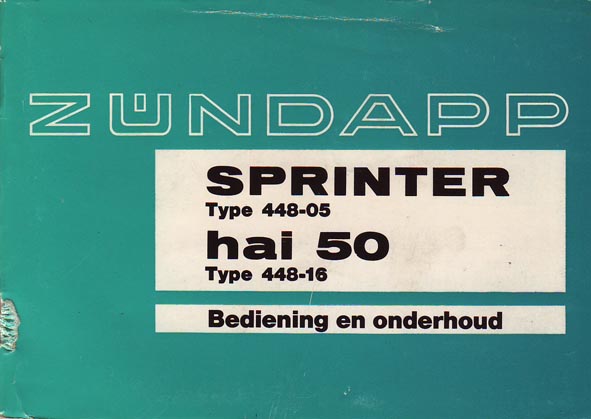 ZÜNDAPP
SPRINTER
Type 448-05
hai 50
Type 448-16
Bediening en onderhoud